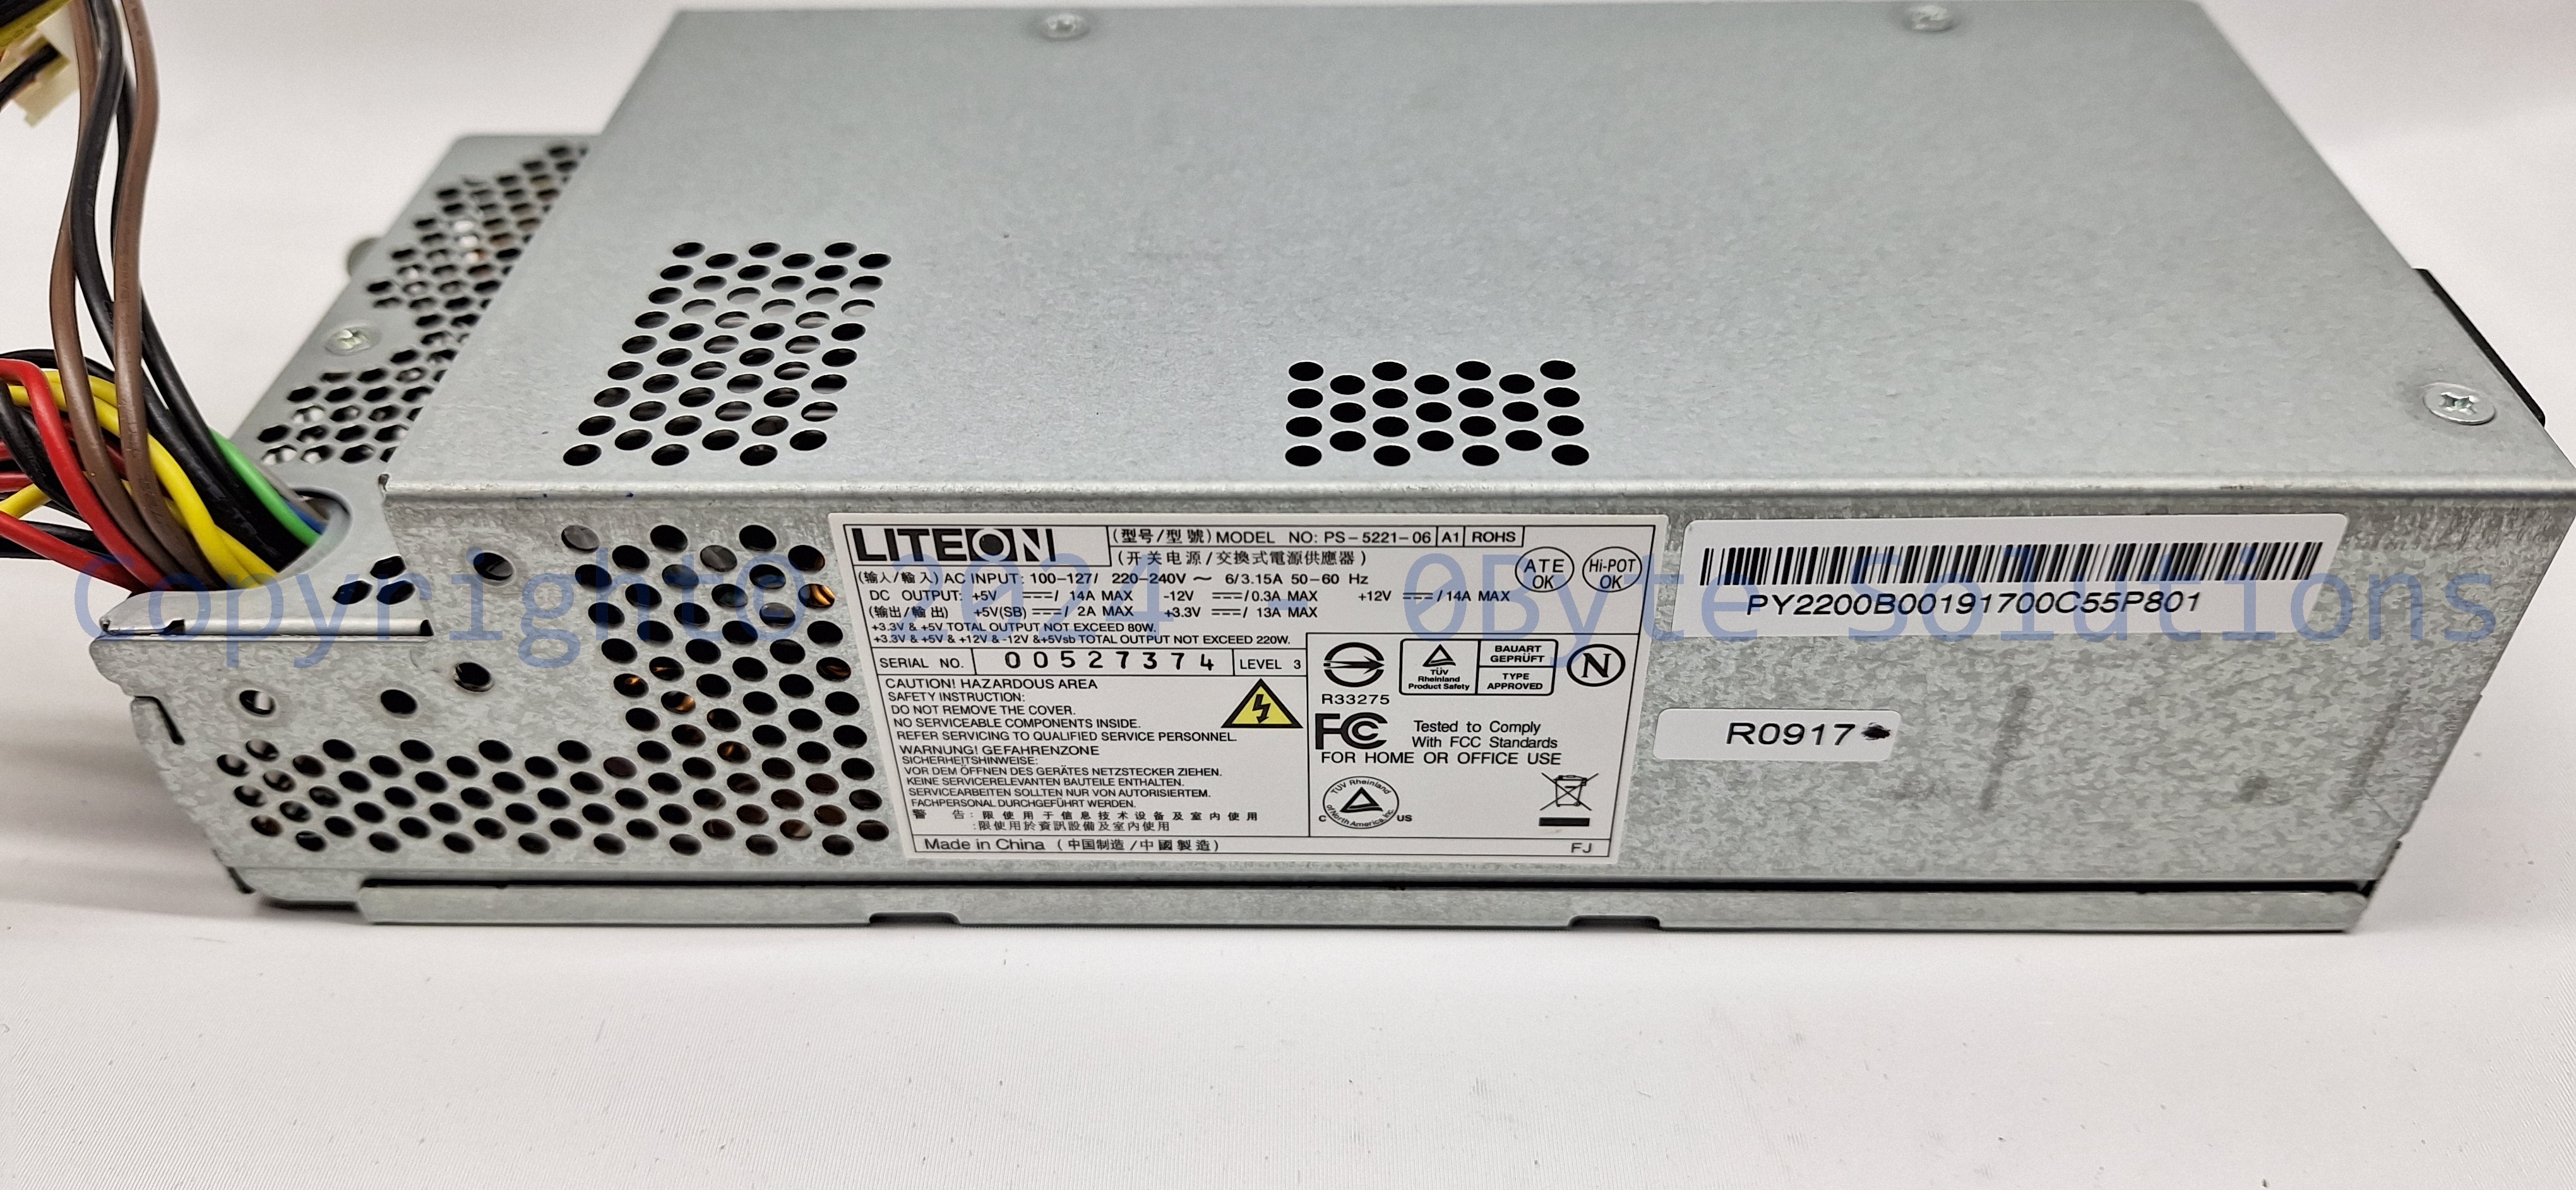 LITEON
(型号/型號) MODEL NO: PS-5221-06 A1 ROHS
(开关电源/交換式電源供應器)
ATE OK
Hi-POT OK
(输入/輸入) AC INPUT: 100-127/ 220-240V ～ 6/3.15A 50-60 Hz
DC OUTPUT: +5V / 14A MAX -12V / 0.3A MAX +12V / 14A MAX
(输出/輸出) +5V(SB) / 2A MAX +3.3V / 13A MAX
+3.3V & +5V TOTAL OUTPUT NOT EXCEED 80W.
+3.3V & +5V & +12V & -12V &+5Vsb TOTAL OUTPUT NOT EXCEED 220W.
SERIAL NO. 00527374 LEVEL 3
CAUTION! HAZARDOUS AREA
SAFETY INSTRUCTION:
DO NOT REMOVE THE COVER.
NO SERVICEABLE COMPONENTS INSIDE.
REFER SERVICING TO QUALIFIED SERVICE PERSONNEL.
WARNUNG! GEFAHRENZONE
SICHERHEITSHINWEISE:
VOR DEM ÖFFNEN DES GERÄTES NETZSTECKER ZIEHEN.
KEINE SERVICERELEVANTEN BAUTEILE ENTHALTEN.
SERVICEARBEITEN SOLLTEN NUR VON AUTORISIERTEM.
FACHPERSONAL DURCHGEFÜHRT WERDEN.
警 告: 限使用于信息技术设备及室内使用
:限使用於資訊設備及室內使用
Made in China (中国制造/中國製造)
R33275
TÜV Rheinland Product Safety
BAUART GEPRÜFT
TYPE APPROVED
N
FC
Tested to Comply
With FCC Standards
FOR HOME OR OFFICE USE
TÜV Rheinland of North America, Inc.
C US
FJ
PY2200B00191700C55P801
R0917
Copyright© 2024 - 0Byte Solutions